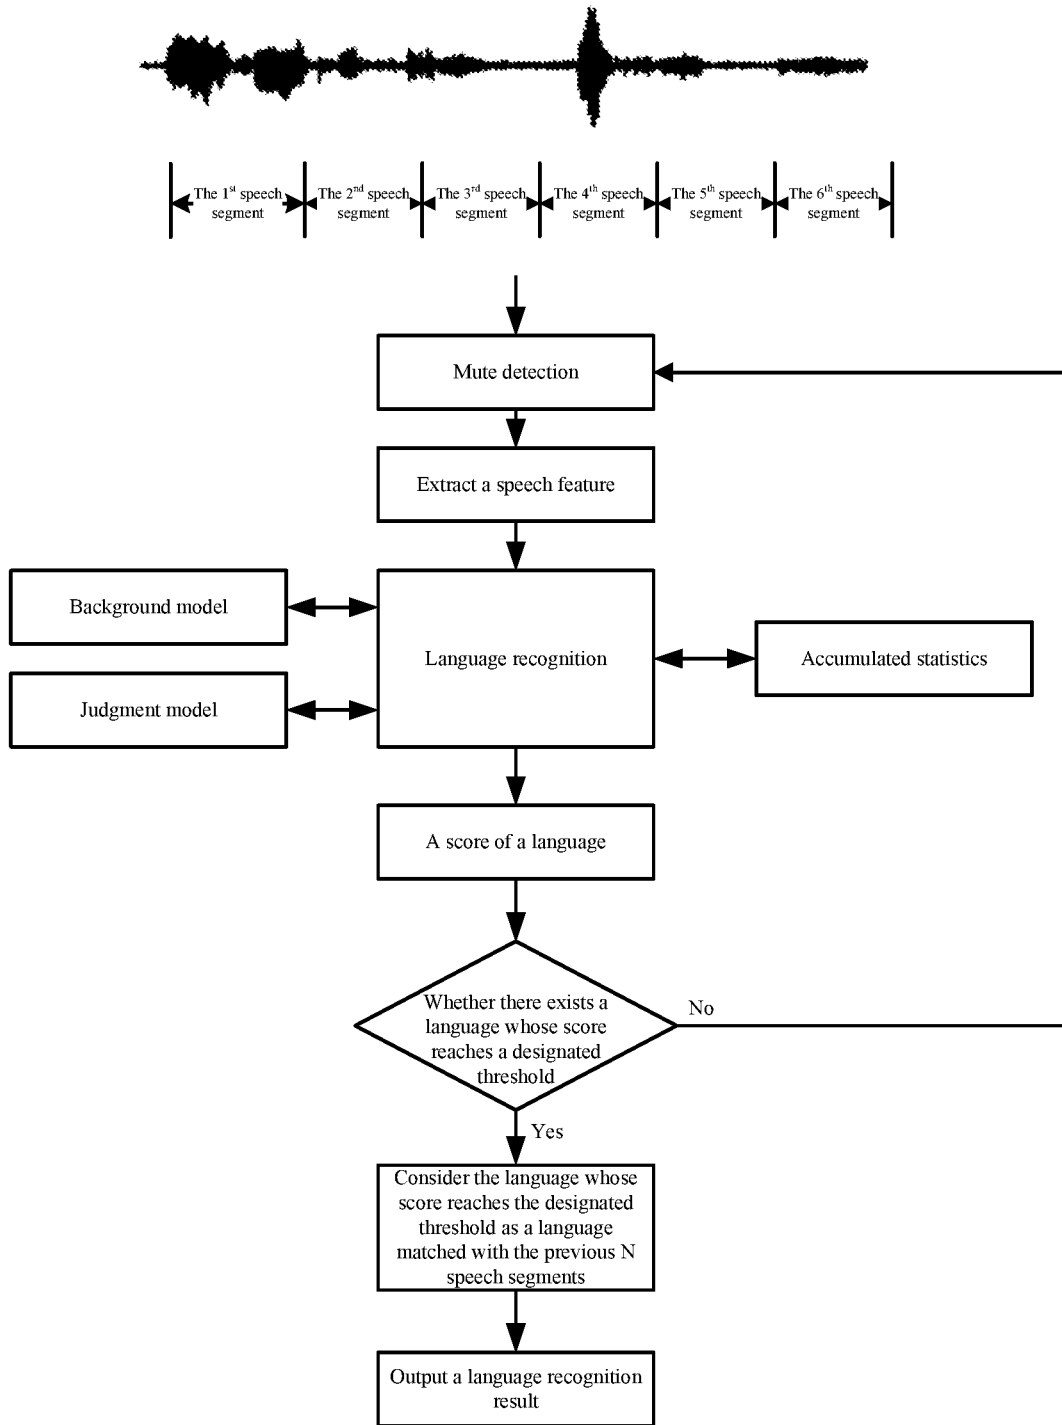 The 1st speech
segment
The 2nd speech
segment
The 3rd speech
segment
The 4th speech
segment
The 5th speech
segment
The 6th speech
segment
Mute detection
Extract a speech feature
Background model
Language recognition
Accumulated statistics
Judgment model
A score of a language
Whether there exists a
language whose score
reaches a designated
threshold
No
Yes
Consider the language whose
score reaches the designated
threshold as a language
matched with the previous N
speech segments
Output a language recognition
result